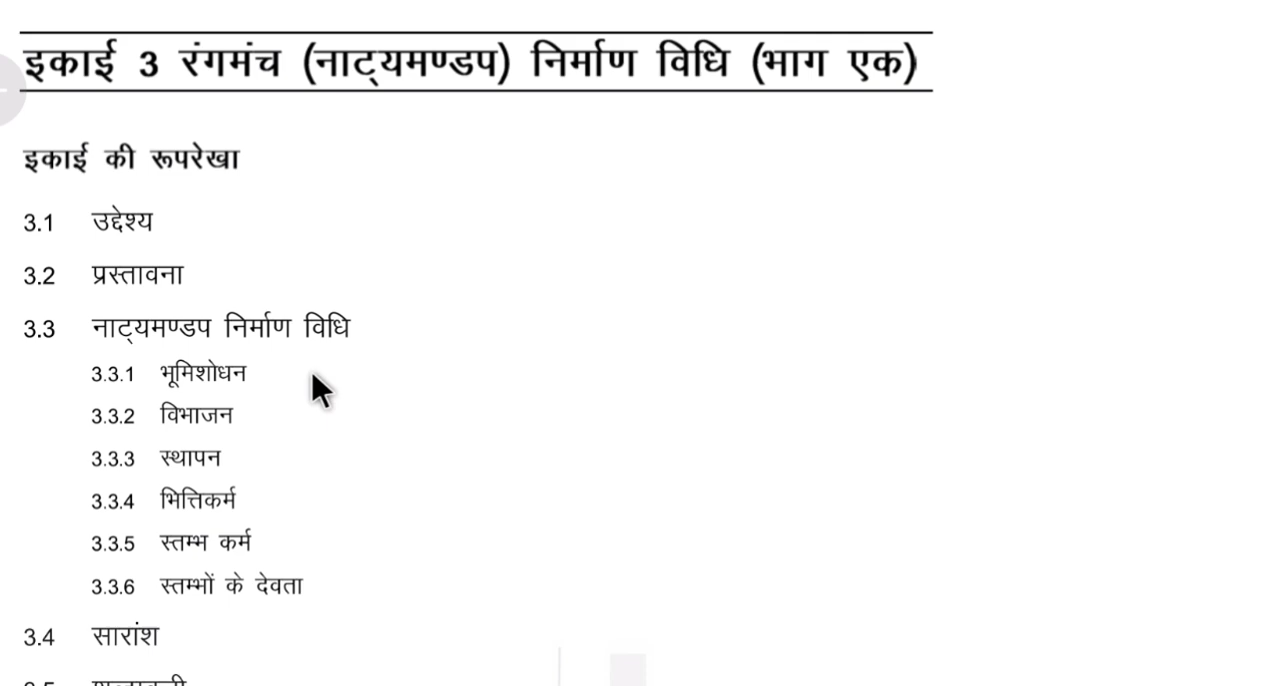 इकाई 3 रंगमंच (नाट्यमण्डप) निर्माण विधि (भाग एक)
इकाई की रूपरेखा
3.1 उद्देश्य
3.2 प्रस्तावना
3.3 नाट्यमण्डप निर्माण विधि
3.3.1 भूमिशोधन
3.3.2 विभाजन
3.3.3 स्थापन
3.3.4 भित्तिकर्म
3.3.5 स्तम्भ कर्म
3.3.6 स्तम्भों के देवता
3.4 सारांश